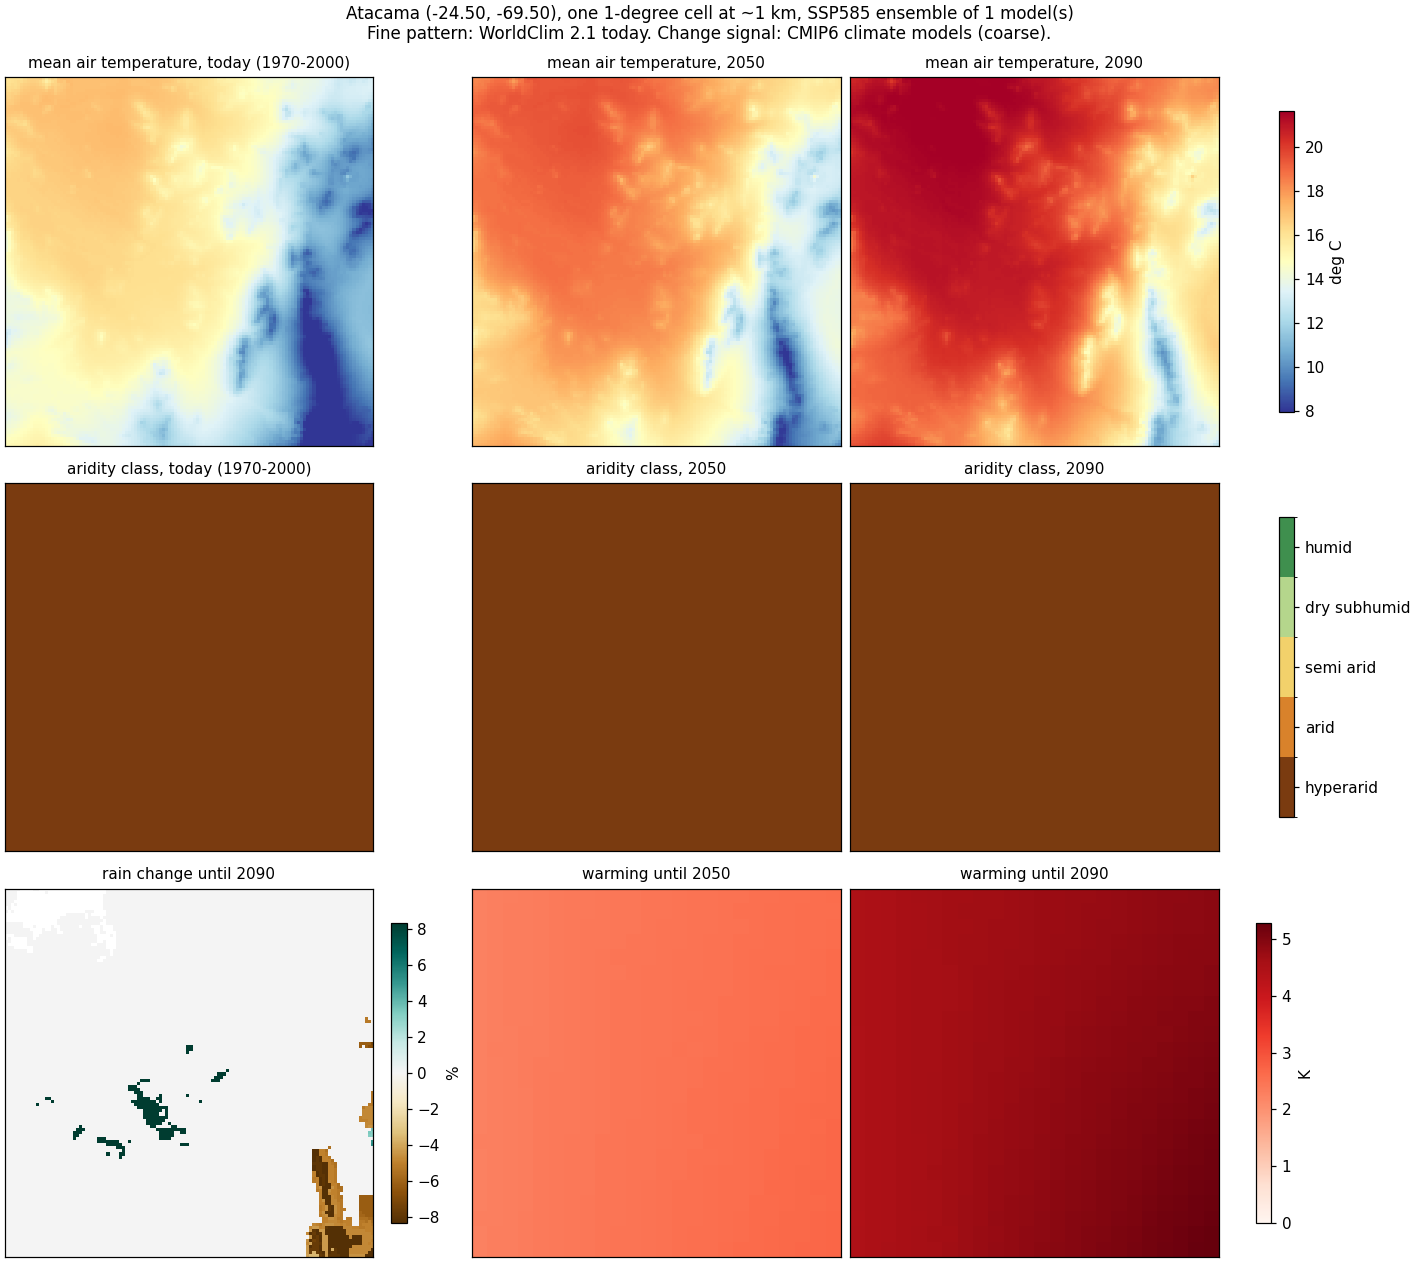 Atacama (-24.50, -69.50), one 1-degree cell at ~1 km, SSP585 ensemble of 1 model(s)
Fine pattern: WorldClim 2.1 today. Change signal: CMIP6 climate models (coarse).
mean air temperature, today (1970-2000)
mean air temperature, 2050
mean air temperature, 2090
20
18
16
14
12
10
8
deg C
aridity class, today (1970-2000)
aridity class, 2050
aridity class, 2090
humid
dry subhumid
semi arid
arid
hyperarid
rain change until 2090
8
6
4
2
0
−2
−4
−6
−8
%
warming until 2050
warming until 2090
5
4
3
2
1
0
K